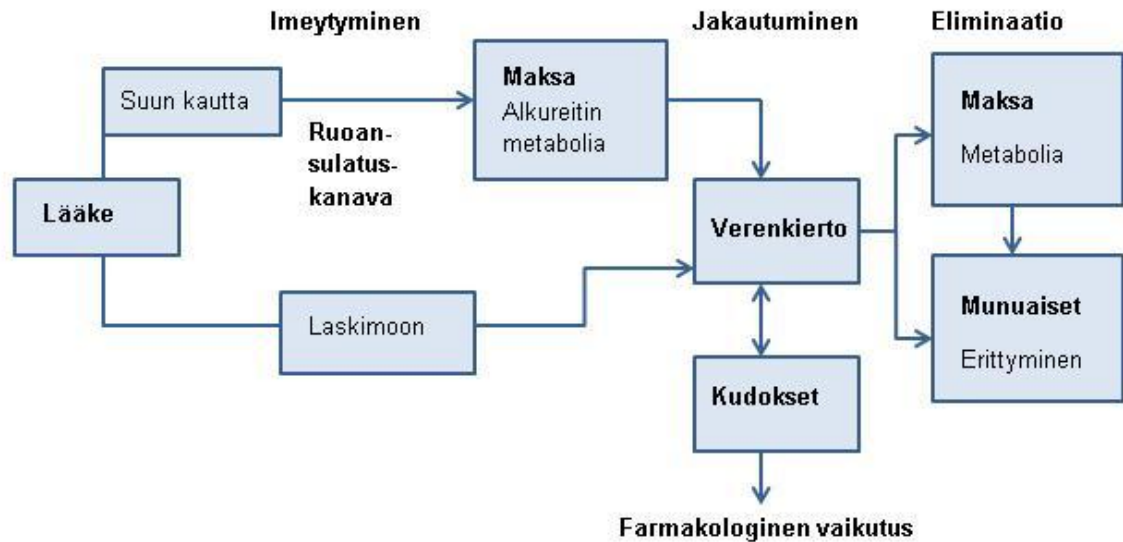 Imeytyminen
Jakautuminen
Eliminaatio
Suun kautta
Ruoan-
sulatus-
kanava
Maksa
Alkureitin
metabolia
Maksa
Metabolia
Lääke
Verenkierto
Laskimoon
Munuaiset
Erittyminen
Kudokset
Farmakologinen vaikutus